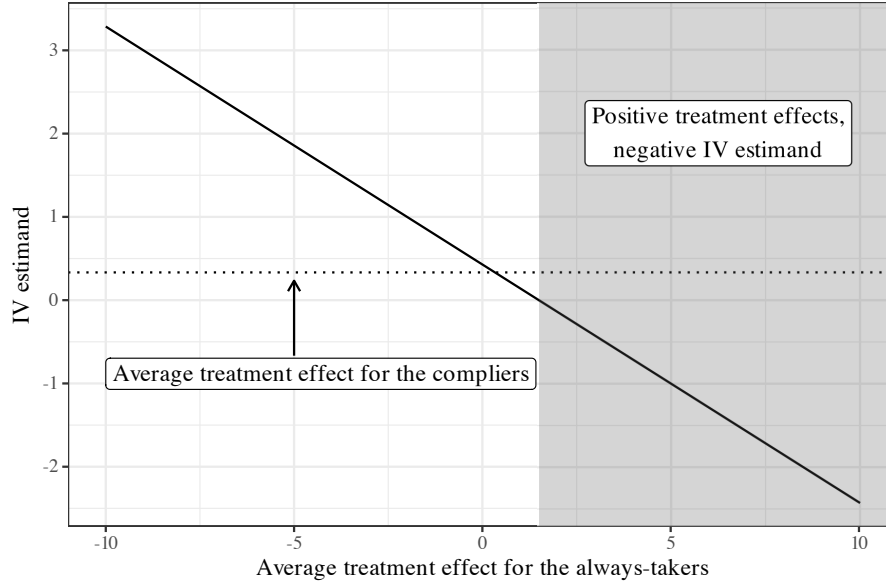 3
2
1
0
-1
-2
IV estimand
Positive treatment effects,
negative IV estimand
Average treatment effect for the compliers
-10
-5
0
5
10
Average treatment effect for the always-takers